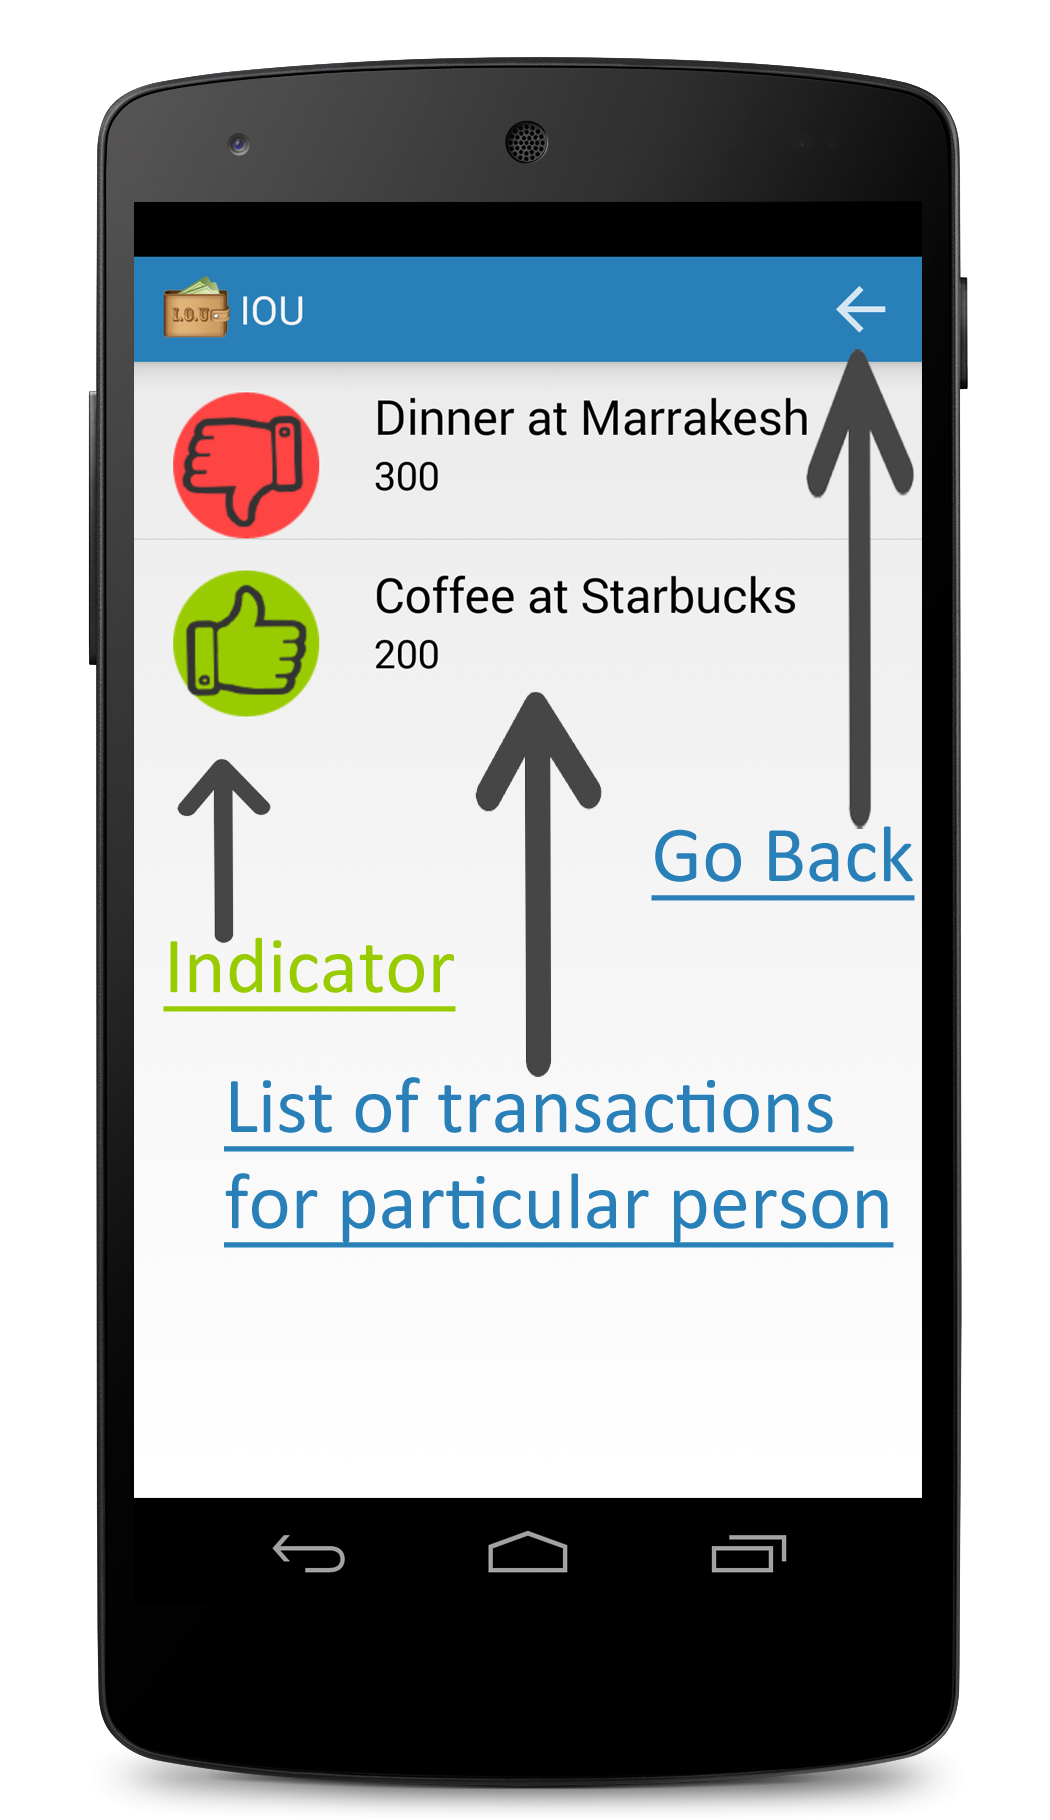 I.O.U
IOU
Dinner at Marrakesh
300
Coffee at Starbucks
200
Go Back
Indicator
List of transactions
for particular person